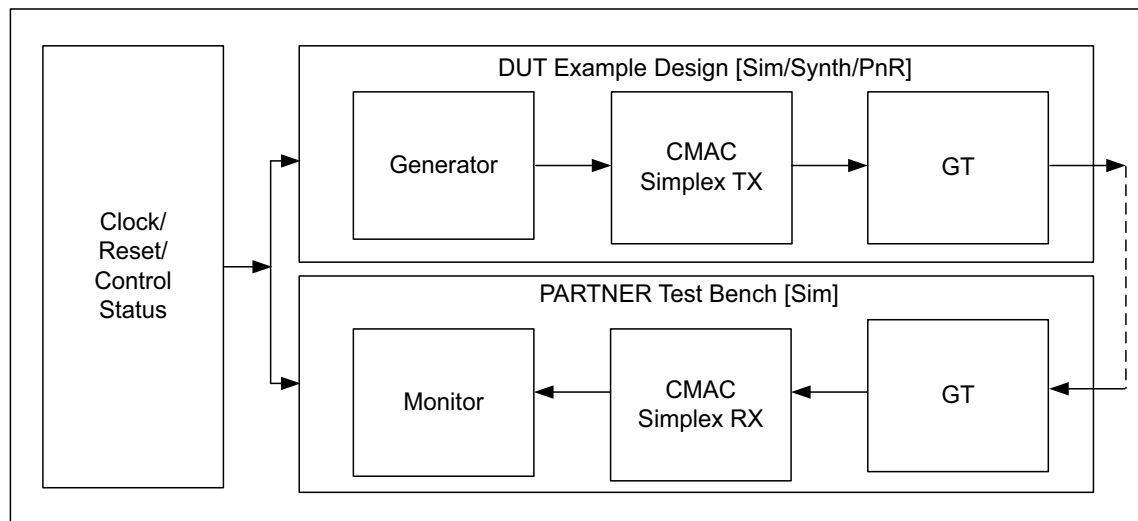 DUT Example Design [Sim/Synth/PnR]
Generator
CMAC
Simplex TX
GT
Clock/
Reset/
Control
Status
PARTNER Test Bench [Sim]
Monitor
CMAC
Simplex RX
GT